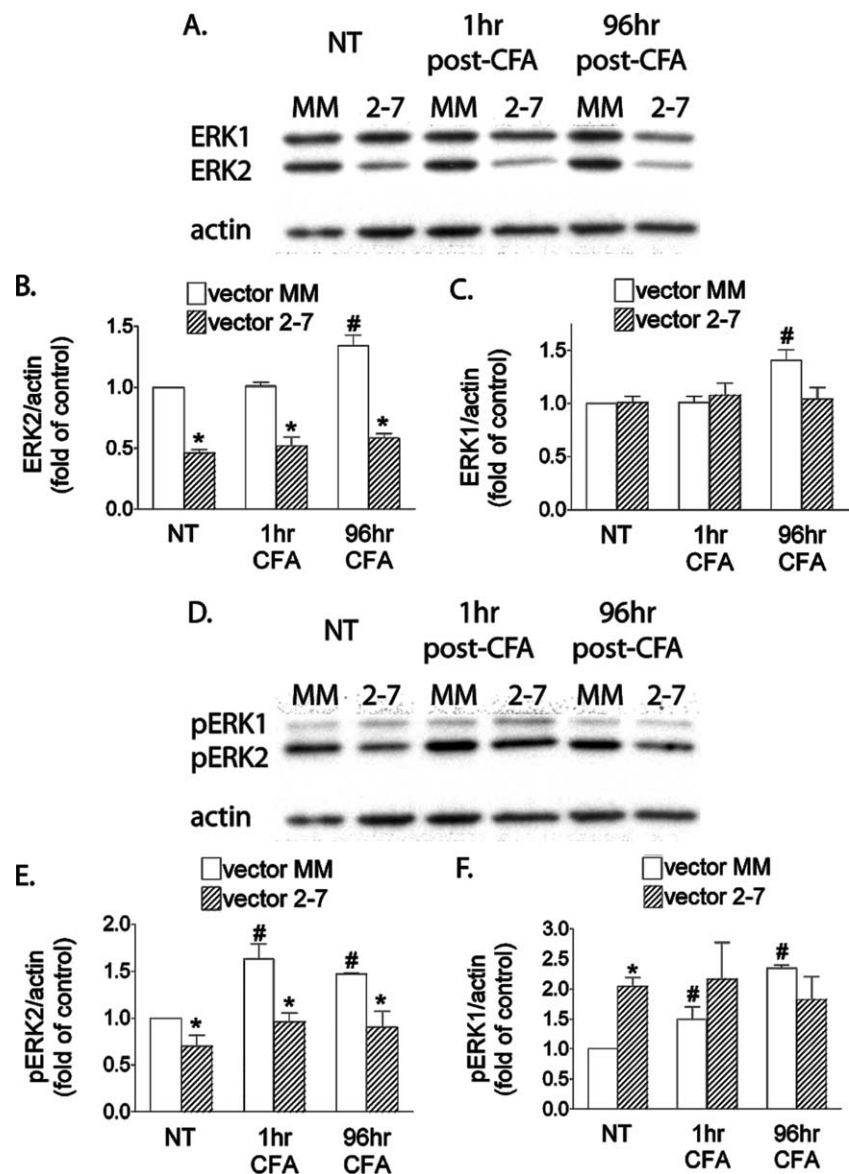 A.
NT
1hr
post-CFA
96hr
post-CFA
MM 2-7 MM 2-7 MM 2-7
ERK1
ERK2
actin
B.
vector MM
vector 2-7
ERK2/actin
(fold of control)
1.5
1.0
0.5
0.0
* * # *
NT
1hr
CFA
96hr
CFA
C.
vector MM
vector 2-7
ERK1/actin
(fold of control)
1.5
1.0
0.5
0.0
#
NT
1hr
CFA
96hr
CFA
D.
NT
1hr
post-CFA
96hr
post-CFA
MM 2-7 MM 2-7 MM 2-7
pERK1
pERK2
actin
E.
vector MM
vector 2-7
pERK2/actin
(fold of control)
2.0
1.5
1.0
0.5
0.0
* # * # *
NT
1hr
CFA
96hr
CFA
F.
vector MM
vector 2-7
pERK1/actin
(fold of control)
3.0
2.5
2.0
1.5
1.0
0.5
0.0
* # #
NT
1hr
CFA
96hr
CFA